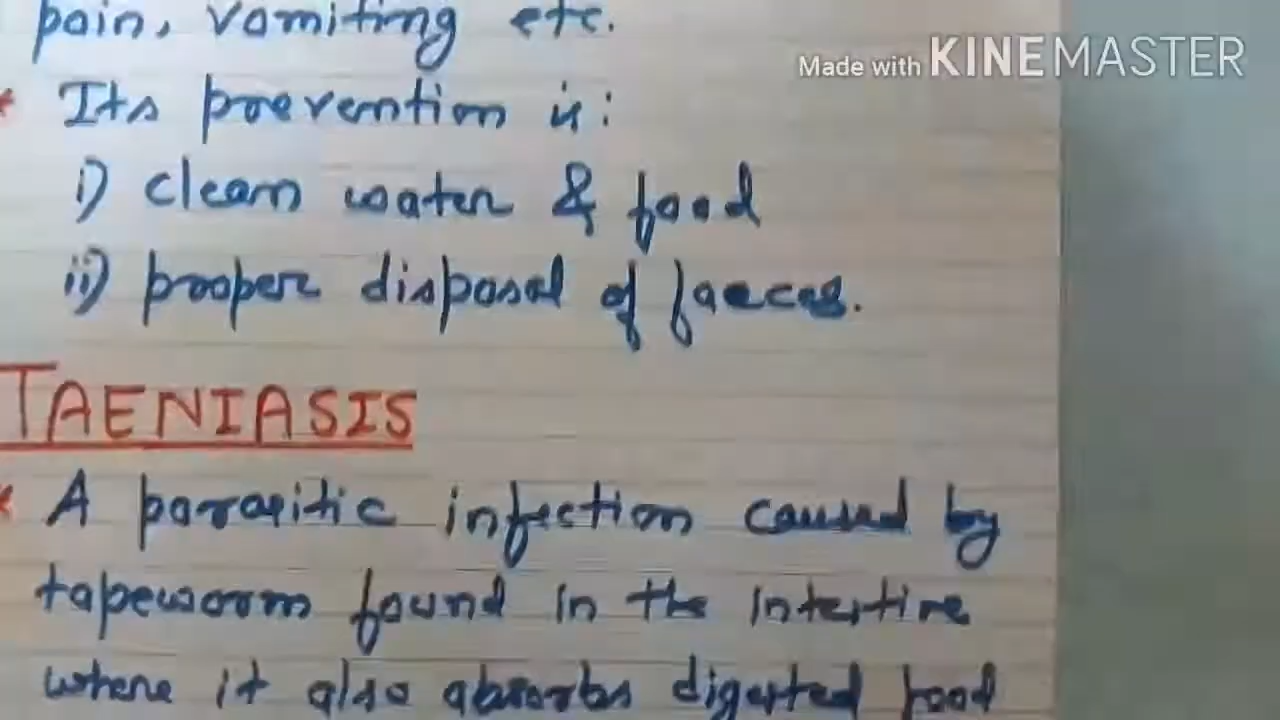 pain, vomiting etc.
Made with KINEMASTER
* Its prevention is:
i) clean water & food
ii) proper disposal of faeces.
TAENIASIS
* A parasitic infection caused by
tapeworm found in the intestine
where it also absorbs digested food